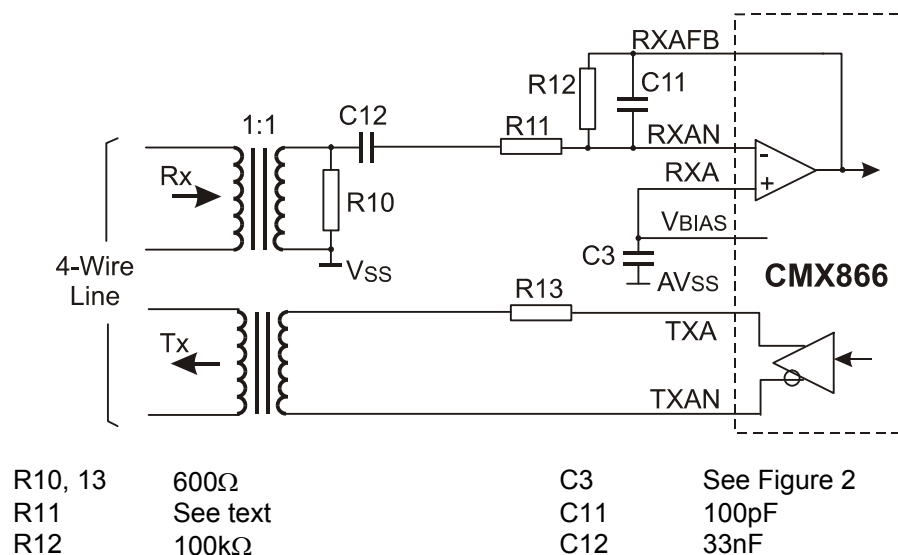 RXAFB
R12
C11
1:1
C12
R11
RXAN
Rx
RXA
-
+
R10
VBIAS
C3
4-Wire
Line
VSS
AVSS
CMX866
R13
Tx
TXA
TXAN
R10, 13 600Ω C3 See Figure 2
R11 See text C11 100pF
R12 100kΩ C12 33nF